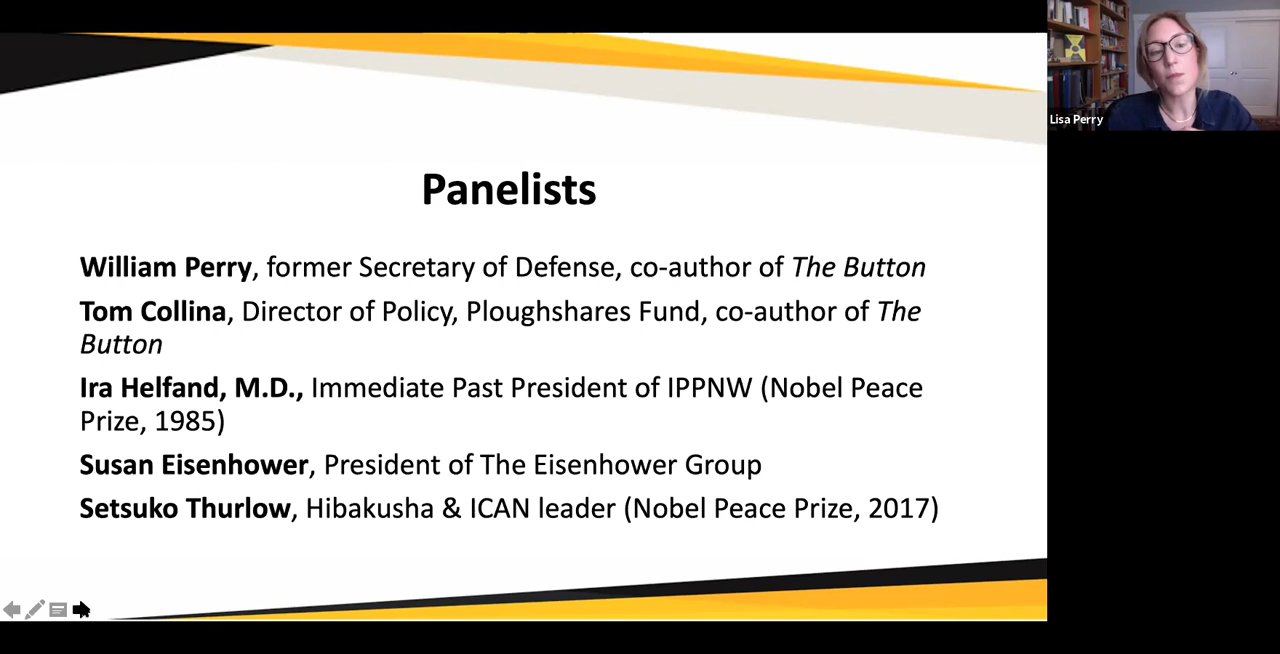 Panelists
William Perry, former Secretary of Defense, co-author of The Button
Tom Collina, Director of Policy, Ploughshares Fund, co-author of The
Button
Ira Helfand, M.D., Immediate Past President of IPPNW (Nobel Peace
Prize, 1985)
Susan Eisenhower, President of The Eisenhower Group
Setsuko Thurlow, Hibakusha & ICAN leader (Nobel Peace Prize, 2017)
Lisa Perry